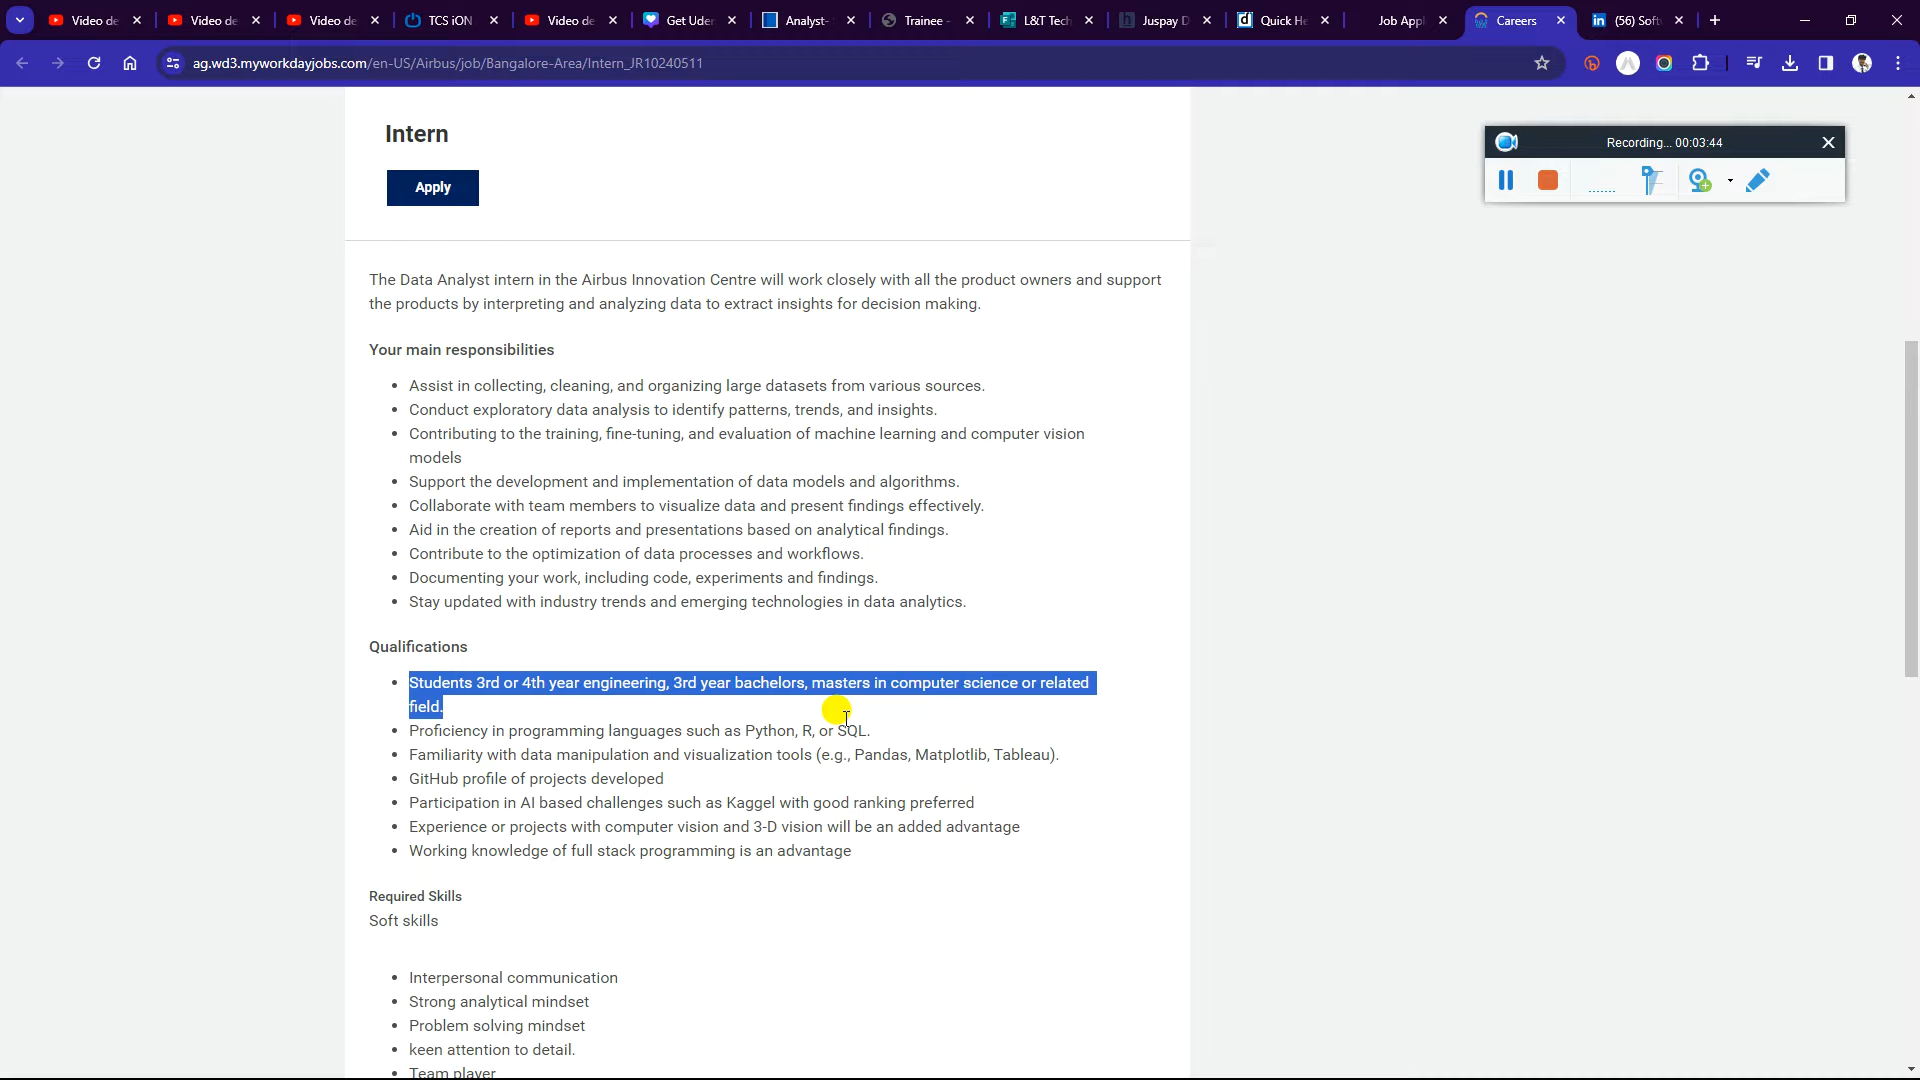 Video de
Video de
Video de
TCS iON
Video de
Get Uder
Analyst-
Trainee -
L&T Tech
Juspay D
Quick He
Job Appl
Careers
(56) Soft
ag.wd3.myworkdayjobs.com/en-US/Airbus/job/Bangalore-Area/Intern_JR10240511
Recording... 00:03:44
Intern
Apply
The Data Analyst intern in the Airbus Innovation Centre will work closely with all the product owners and support
the products by interpreting and analyzing data to extract insights for decision making.
Your main responsibilities
Assist in collecting, cleaning, and organizing large datasets from various sources.
Conduct exploratory data analysis to identify patterns, trends, and insights.
Contributing to the training, fine-tuning, and evaluation of machine learning and computer vision
models
Support the development and implementation of data models and algorithms.
Collaborate with team members to visualize data and present findings effectively.
Aid in the creation of reports and presentations based on analytical findings.
Contribute to the optimization of data processes and workflows.
Documenting your work, including code, experiments and findings.
Stay updated with industry trends and emerging technologies in data analytics.
Qualifications
Students 3rd or 4th year engineering, 3rd year bachelors, masters in computer science or related
field.
Proficiency in programming languages such as Python, R, or SQL.
Familiarity with data manipulation and visualization tools (e.g., Pandas, Matplotlib, Tableau).
GitHub profile of projects developed
Participation in AI based challenges such as Kaggel with good ranking preferred
Experience or projects with computer vision and 3-D vision will be an added advantage
Working knowledge of full stack programming is an advantage
Required Skills
Soft skills
Interpersonal communication
Strong analytical mindset
Problem solving mindset
keen attention to detail.
Team player